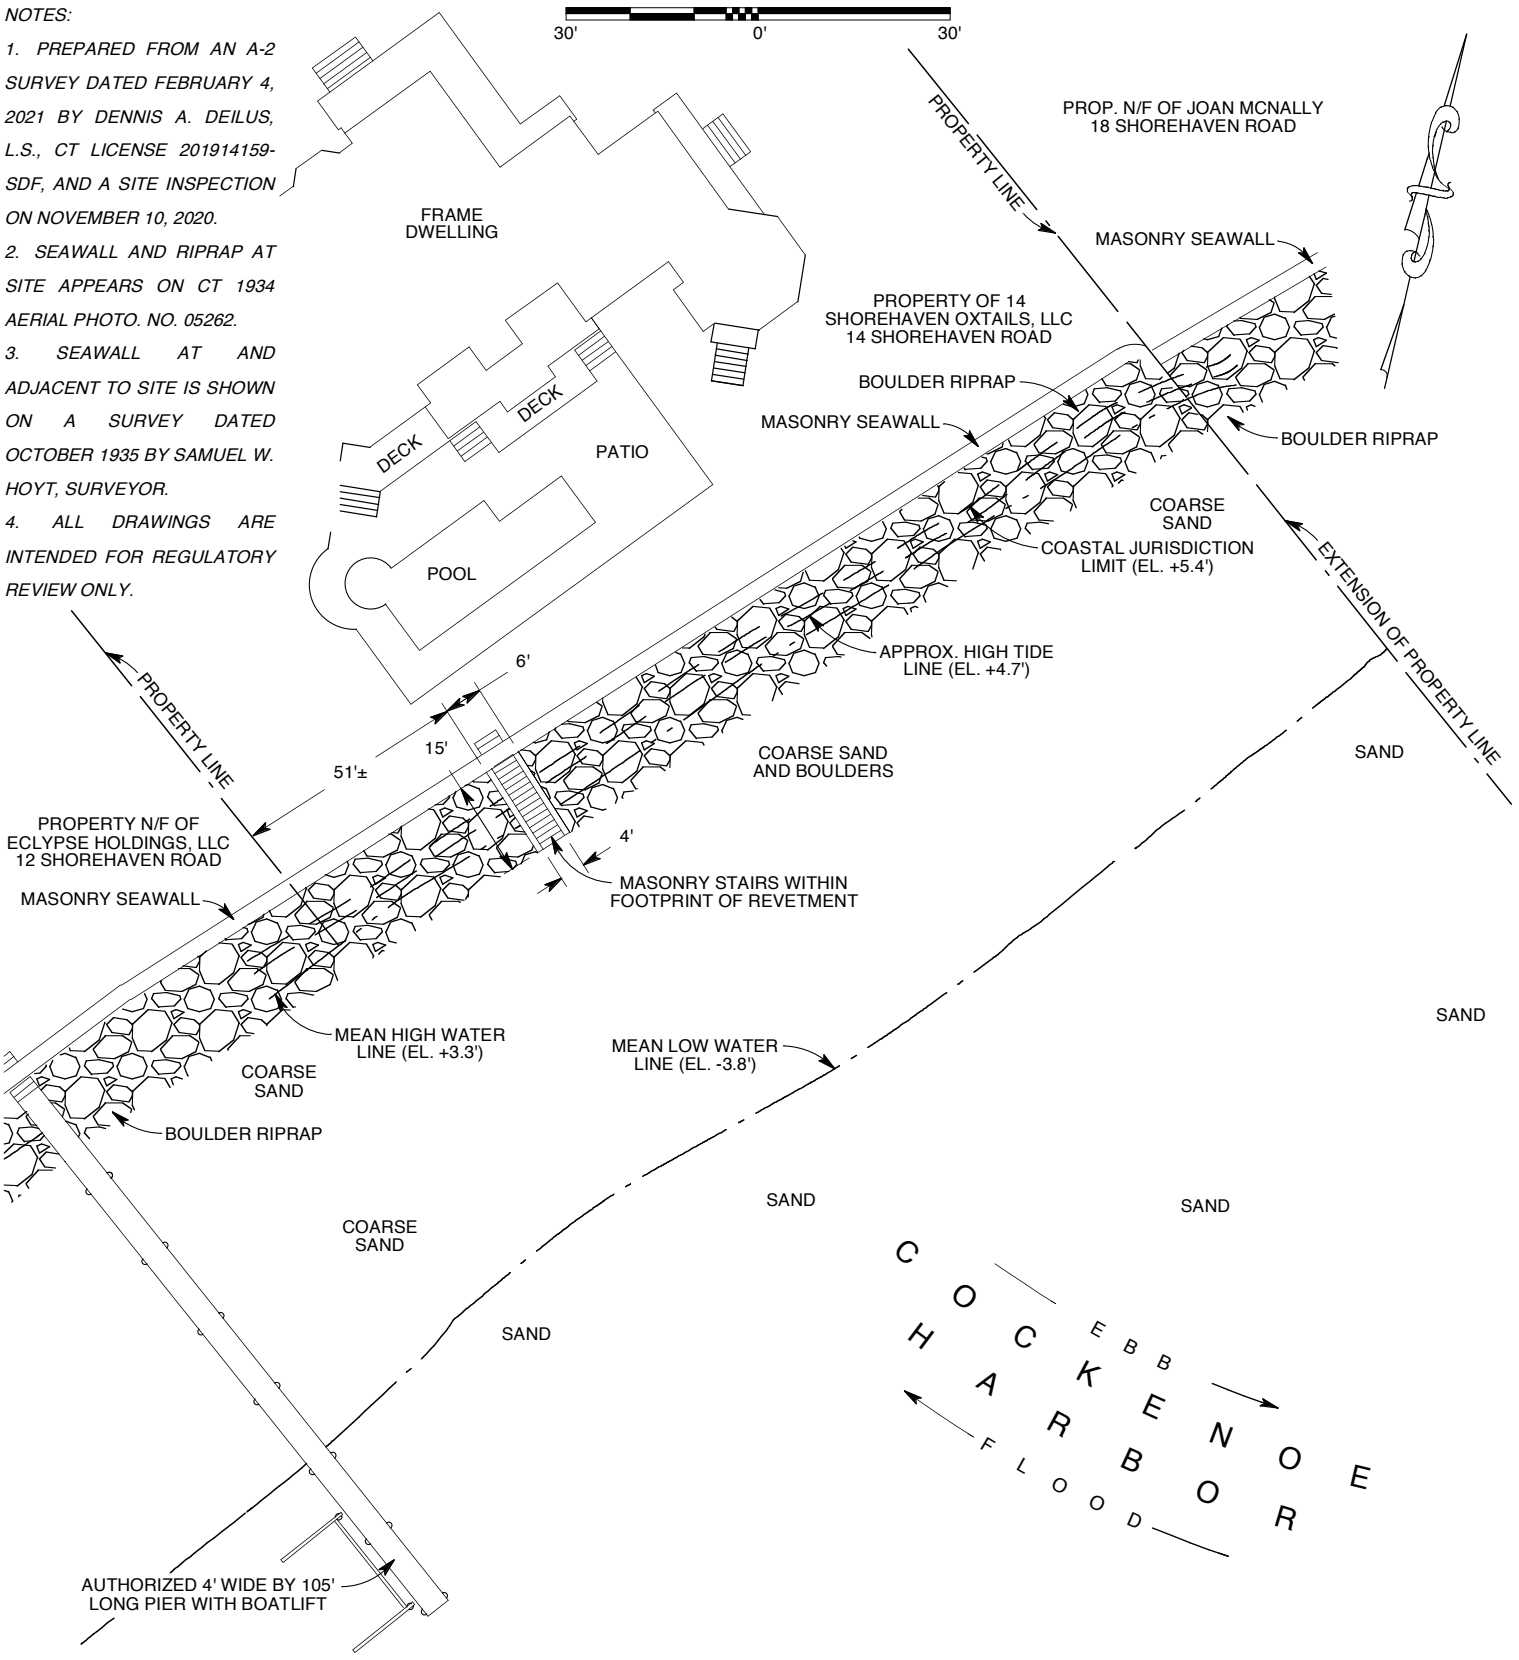 NOTES:
1. PREPARED FROM AN A-2
SURVEY DATED FEBRUARY 4,
2021 BY DENNIS A. DEILUS,
L.S., CT LICENSE 201914159-
SDF, AND A SITE INSPECTION
ON NOVEMBER 10, 2020.
2. SEAWALL AND RIPRAP AT
SITE APPEARS ON CT 1934
AERIAL PHOTO. NO. 05262.
3. SEAWALL AT AND
ADJACENT TO SITE IS SHOWN
ON A SURVEY DATED
OCTOBER 1935 BY SAMUEL W.
HOYT, SURVEYOR.
4. ALL DRAWINGS ARE
INTENDED FOR REGULATORY
REVIEW ONLY.
30' 0' 30'
PROP. N/F OF JOAN MCNALLY
18 SHOREHAVEN ROAD
PROPERTY LINE
FRAME
DWELLING
MASONRY SEAWALL
PROPERTY OF 14
SHOREHAVEN OXTAILS, LLC
14 SHOREHAVEN ROAD
BOULDER RIPRAP
MASONRY SEAWALL
BOULDER RIPRAP
DECK
DECK
PATIO
POOL
COARSE
SAND
COASTAL JURISDICTION
LIMIT (EL. +5.4')
EXTENSION OF PROPERTY LINE
APPROX. HIGH TIDE
LINE (EL. +4.7')
6'
15'
51'±
PROPERTY LINE
COARSE SAND
AND BOULDERS
SAND
PROPERTY N/F OF
ECLYPSE HOLDINGS, LLC
12 SHOREHAVEN ROAD
4'
MASONRY STAIRS WITHIN
FOOTPRINT OF REVETMENT
MASONRY SEAWALL
SAND
MEAN HIGH WATER
LINE (EL. +3.3')
MEAN LOW WATER
LINE (EL. -3.8')
COARSE
SAND
BOULDER RIPRAP
SAND
SAND
COARSE
SAND
SAND
EBB
COCKENOE
HARBOR
FLOOD
AUTHORIZED 4' WIDE BY 105'
LONG PIER WITH BOATLIFT